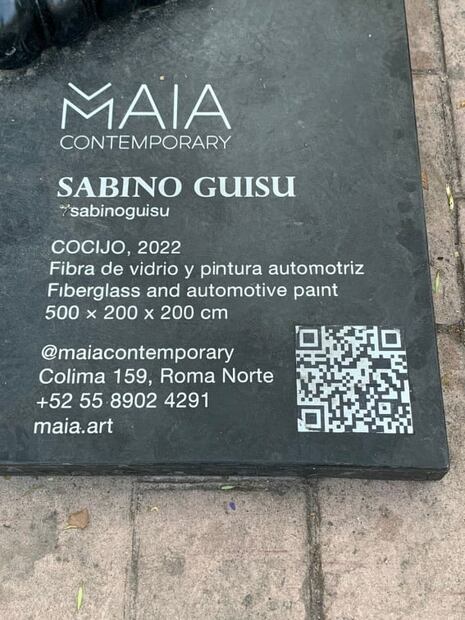 MAIA
CONTEMPORARY
SABINO GUISU
sabinoguisu
COCIJO, 2022
Fibra de vidrio y pintura automotriz
Fiberglass and automotive paint
500 × 200 x 200 cm
@maiacontemporary
Colima 159, Roma Norte
+52 55 8902 4291
maia.art